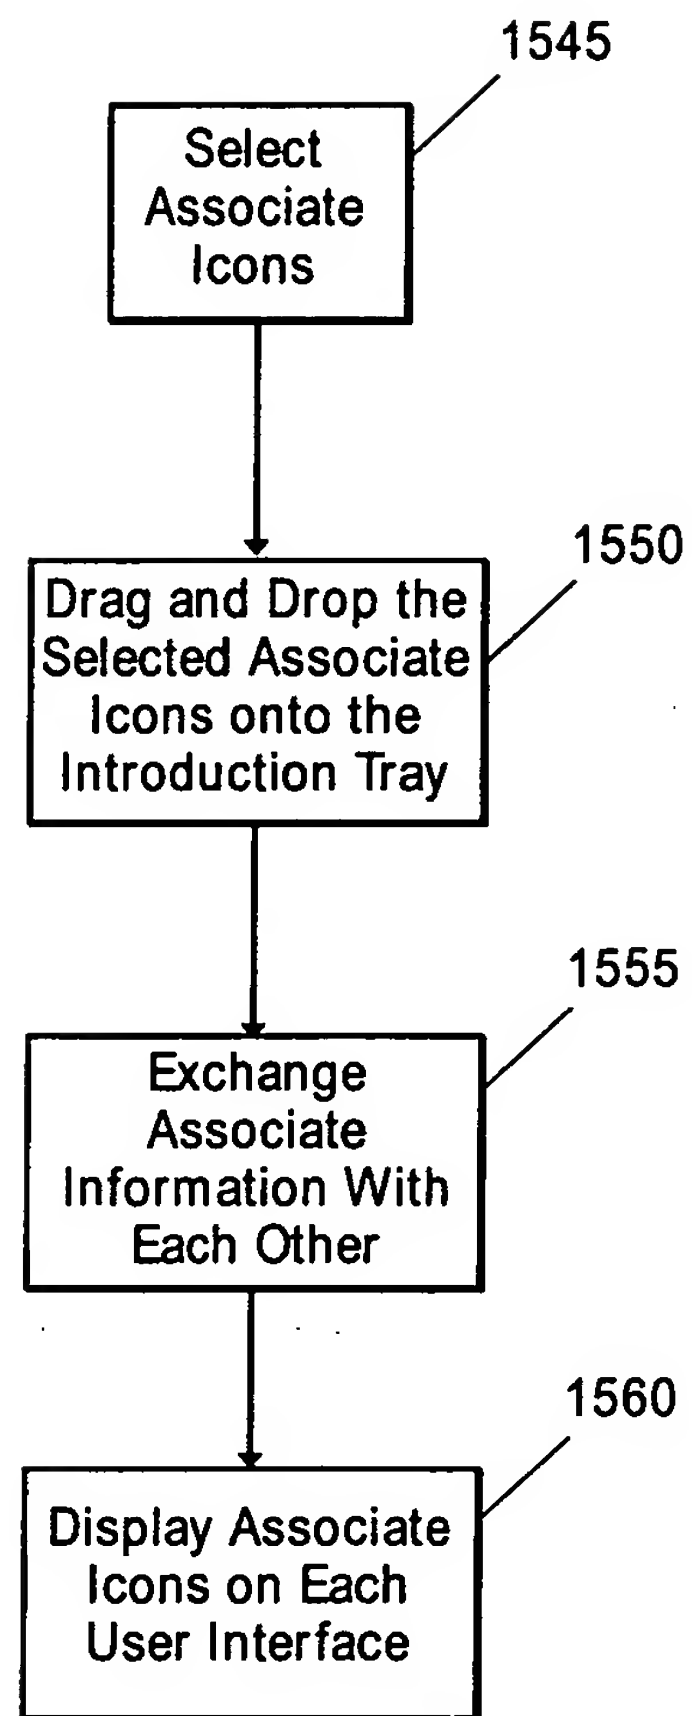 1545
Select
Associate
Icons
1550
Drag and Drop the
Selected Associate
Icons onto the
Introduction Tray
1555
Exchange
Associate
Information With
Each Other
1560
Display Associate
Icons on Each
User Interface